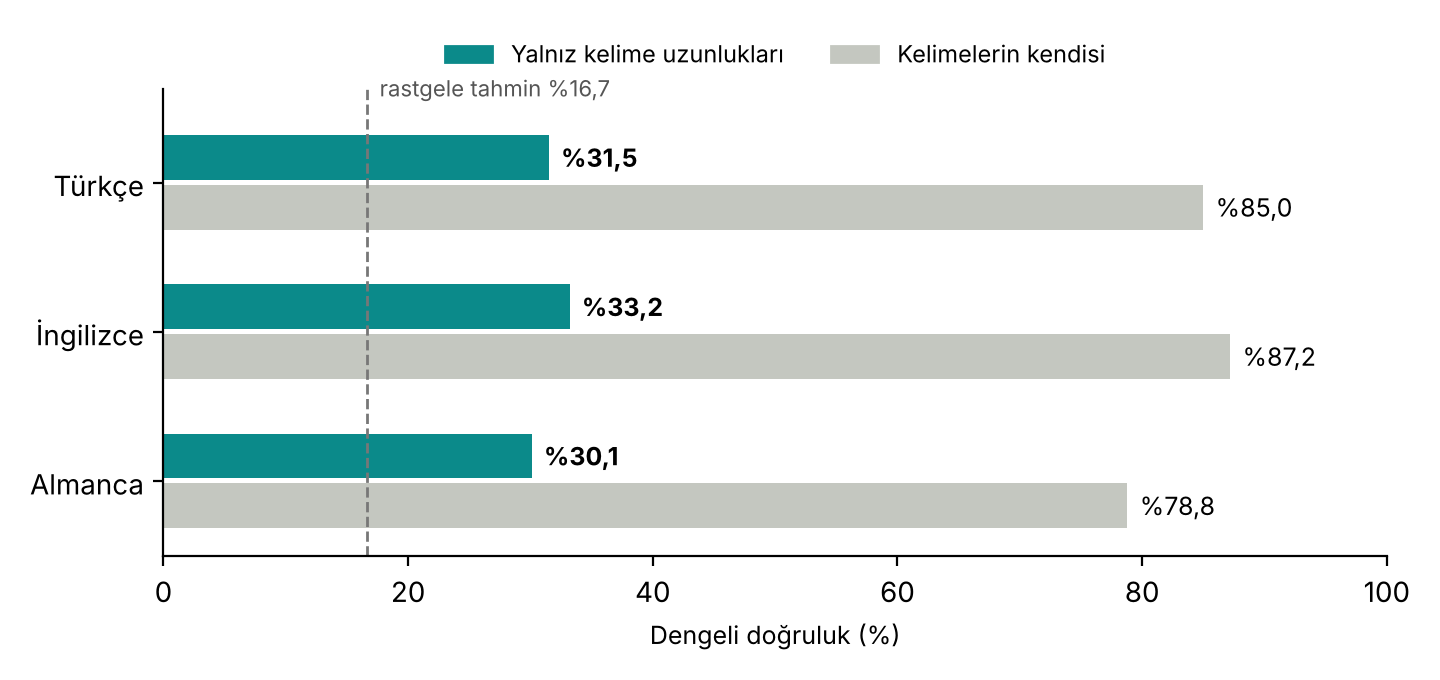 Yalnız kelime uzunlukları
Kelimelerin kendisi
rastgele tahmin %16,7
Türkçe
%31,5
%85,0
İngilizce
%33,2
%87,2
Almanca
%30,1
%78,8
0 20 40 60 80 100
Dengeli doğruluk (%)